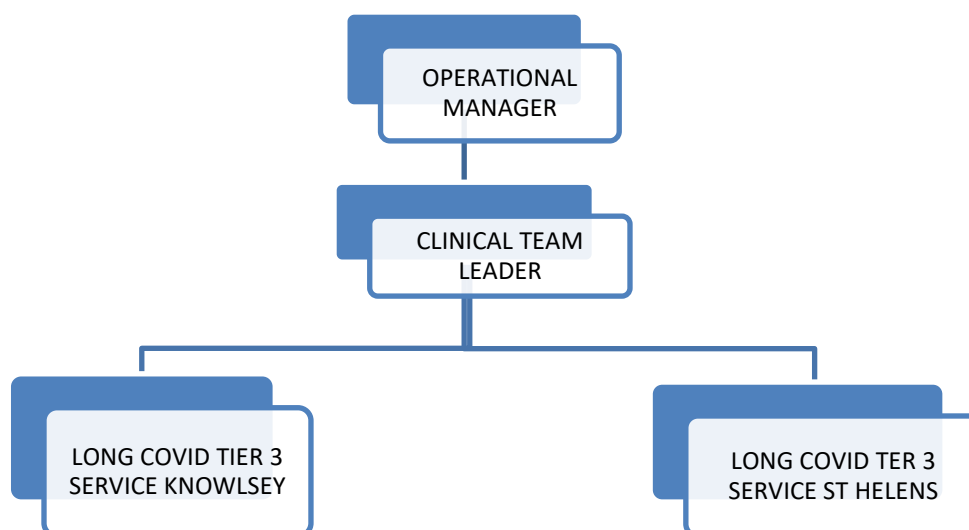 OPERATIONAL
MANAGER
CLINICAL TEAM
LEADER
LONG COVID TIER 3
SERVICE KNOWLSEY
LONG COVID TER 3
SERVICE ST HELENS